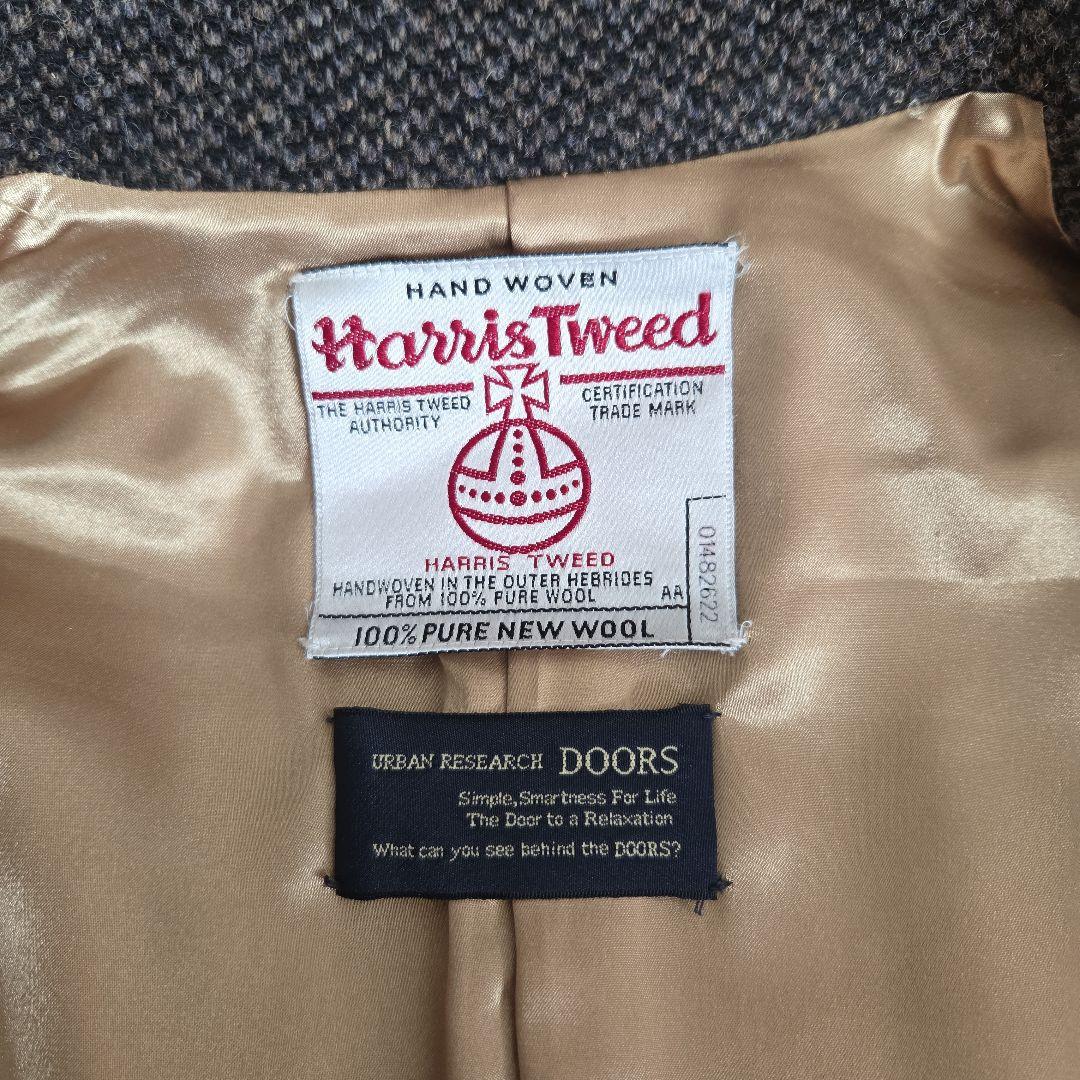 HAND WOVEN
Harris Tweed
THE HARRIS TWEED
AUTHORITY
CERTIFICATION
TRADE MARK
HARRIS TWEED
HANDWOVEN IN THE OUTER HEBRIDES
FROM 100% PURE WOOL
AA
01482622
100% PURE NEW WOOL
URBAN RESEARCH DOORS
Simple, Smartness For Life
The Door to a Relaxation
What can you see behind the DOORS?